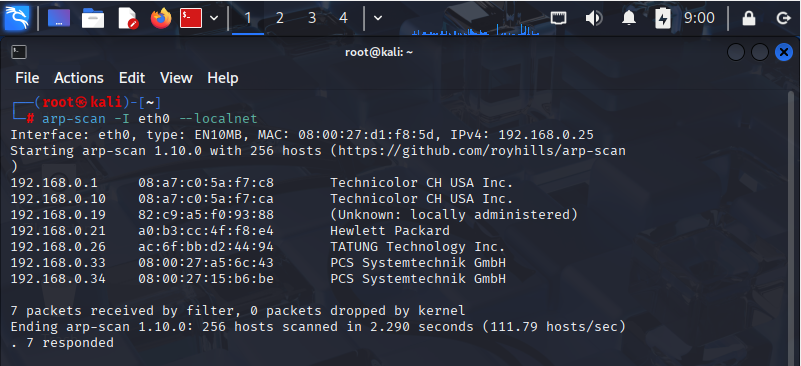 1 2 3 4 9:00
root@kali: ~
File Actions Edit View Help
┌──(root㉿kali)-[~]
└─# arp-scan -I eth0 --localnet
Interface: eth0, type: EN10MB, MAC: 08:00:27:d1:f8:5d, IPv4: 192.168.0.25
Starting arp-scan 1.10.0 with 256 hosts (https://github.com/royhills/arp-scan
)
192.168.0.1 08:a7:c0:5a:f7:c8 Technicolor CH USA Inc.
192.168.0.10 08:a7:c0:5a:f7:ca Technicolor CH USA Inc.
192.168.0.19 82:c9:a5:f0:93:88 (Unknown: locally administered)
192.168.0.21 a0:b3:cc:4f:f8:e4 Hewlett Packard
192.168.0.26 ac:6f:bb:d2:44:94 TATUNG Technology Inc.
192.168.0.33 08:00:27:a5:6c:43 PCS Systemtechnik GmbH
192.168.0.34 08:00:27:15:b6:be PCS Systemtechnik GmbH
7 packets received by filter, 0 packets dropped by kernel
Ending arp-scan 1.10.0: 256 hosts scanned in 2.290 seconds (111.79 hosts/sec)
. 7 responded